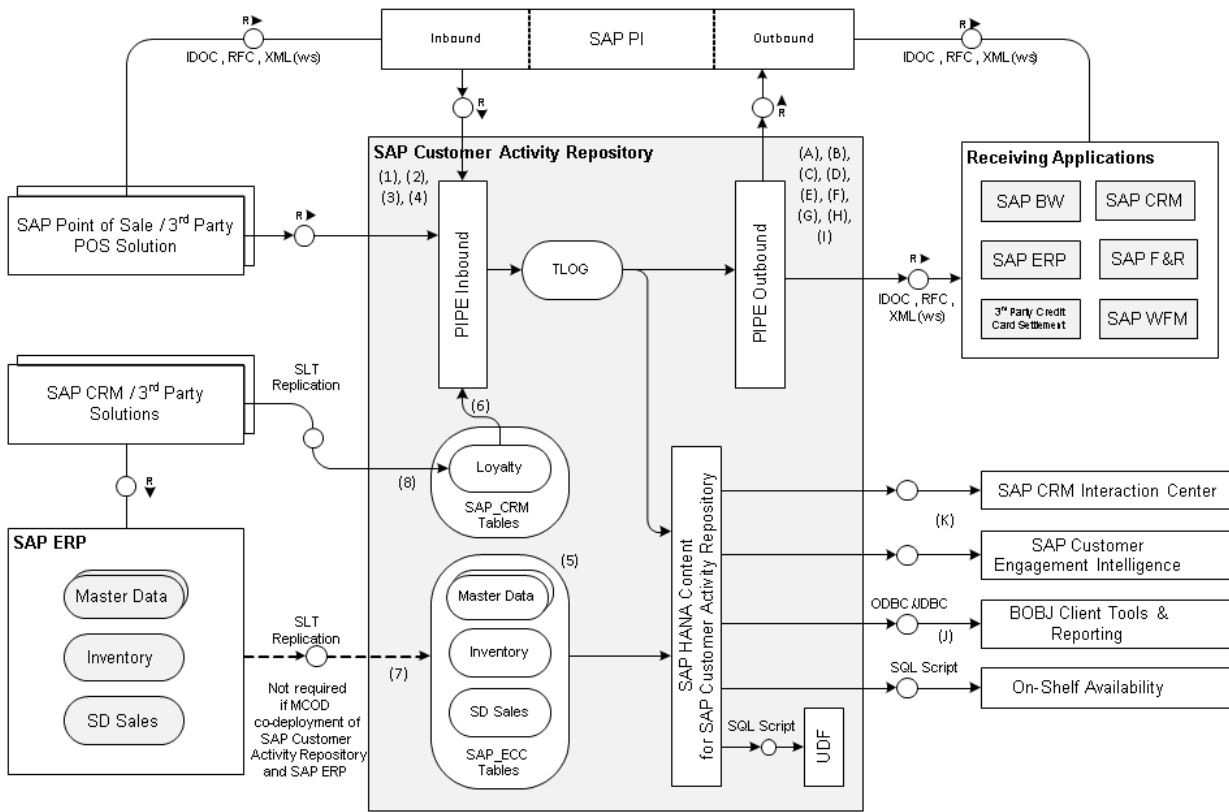 R
IDOC , RFC , XML(ws)
Inbound
SAP PI
Outbound
R
IDOC , RFC , XML(ws)
R
R
SAP Customer Activity Repository
(1), (2),
(3), (4)
(A), (B),
(C), (D),
(E), (F),
(G), (H),
(I)
Receiving Applications
SAP BW
SAP CRM
SAP ERP
SAP F&R
3rd Party Credit
Card Settlement
SAP WFM
SAP Point of Sale / 3rd Party
POS Solution
R
PIPE Inbound
TLOG
PIPE Outbound
R
IDOC , RFC ,
XML(ws)
SAP CRM / 3rd Party
Solutions
SLT
Replication
(6)
(8)
Loyalty
SAP_CRM
Tables
R
SAP ERP
Master Data
Inventory
SD Sales
SLT
Replication
(7)
Not required
if MCOD
co-deployment of
SAP Customer
Activity Repository
and SAP ERP
(5)
Master Data
Inventory
SD Sales
SAP_ECC
Tables
SAP HANA Content
for SAP Customer Activity Repository
SQL Script
UDF
SAP CRM Interaction Center
(K)
SAP Customer
Engagement Intelligence
ODBC /JDBC
(J)
BOBJ Client Tools &
Reporting
SQL Script
On-Shelf Availability